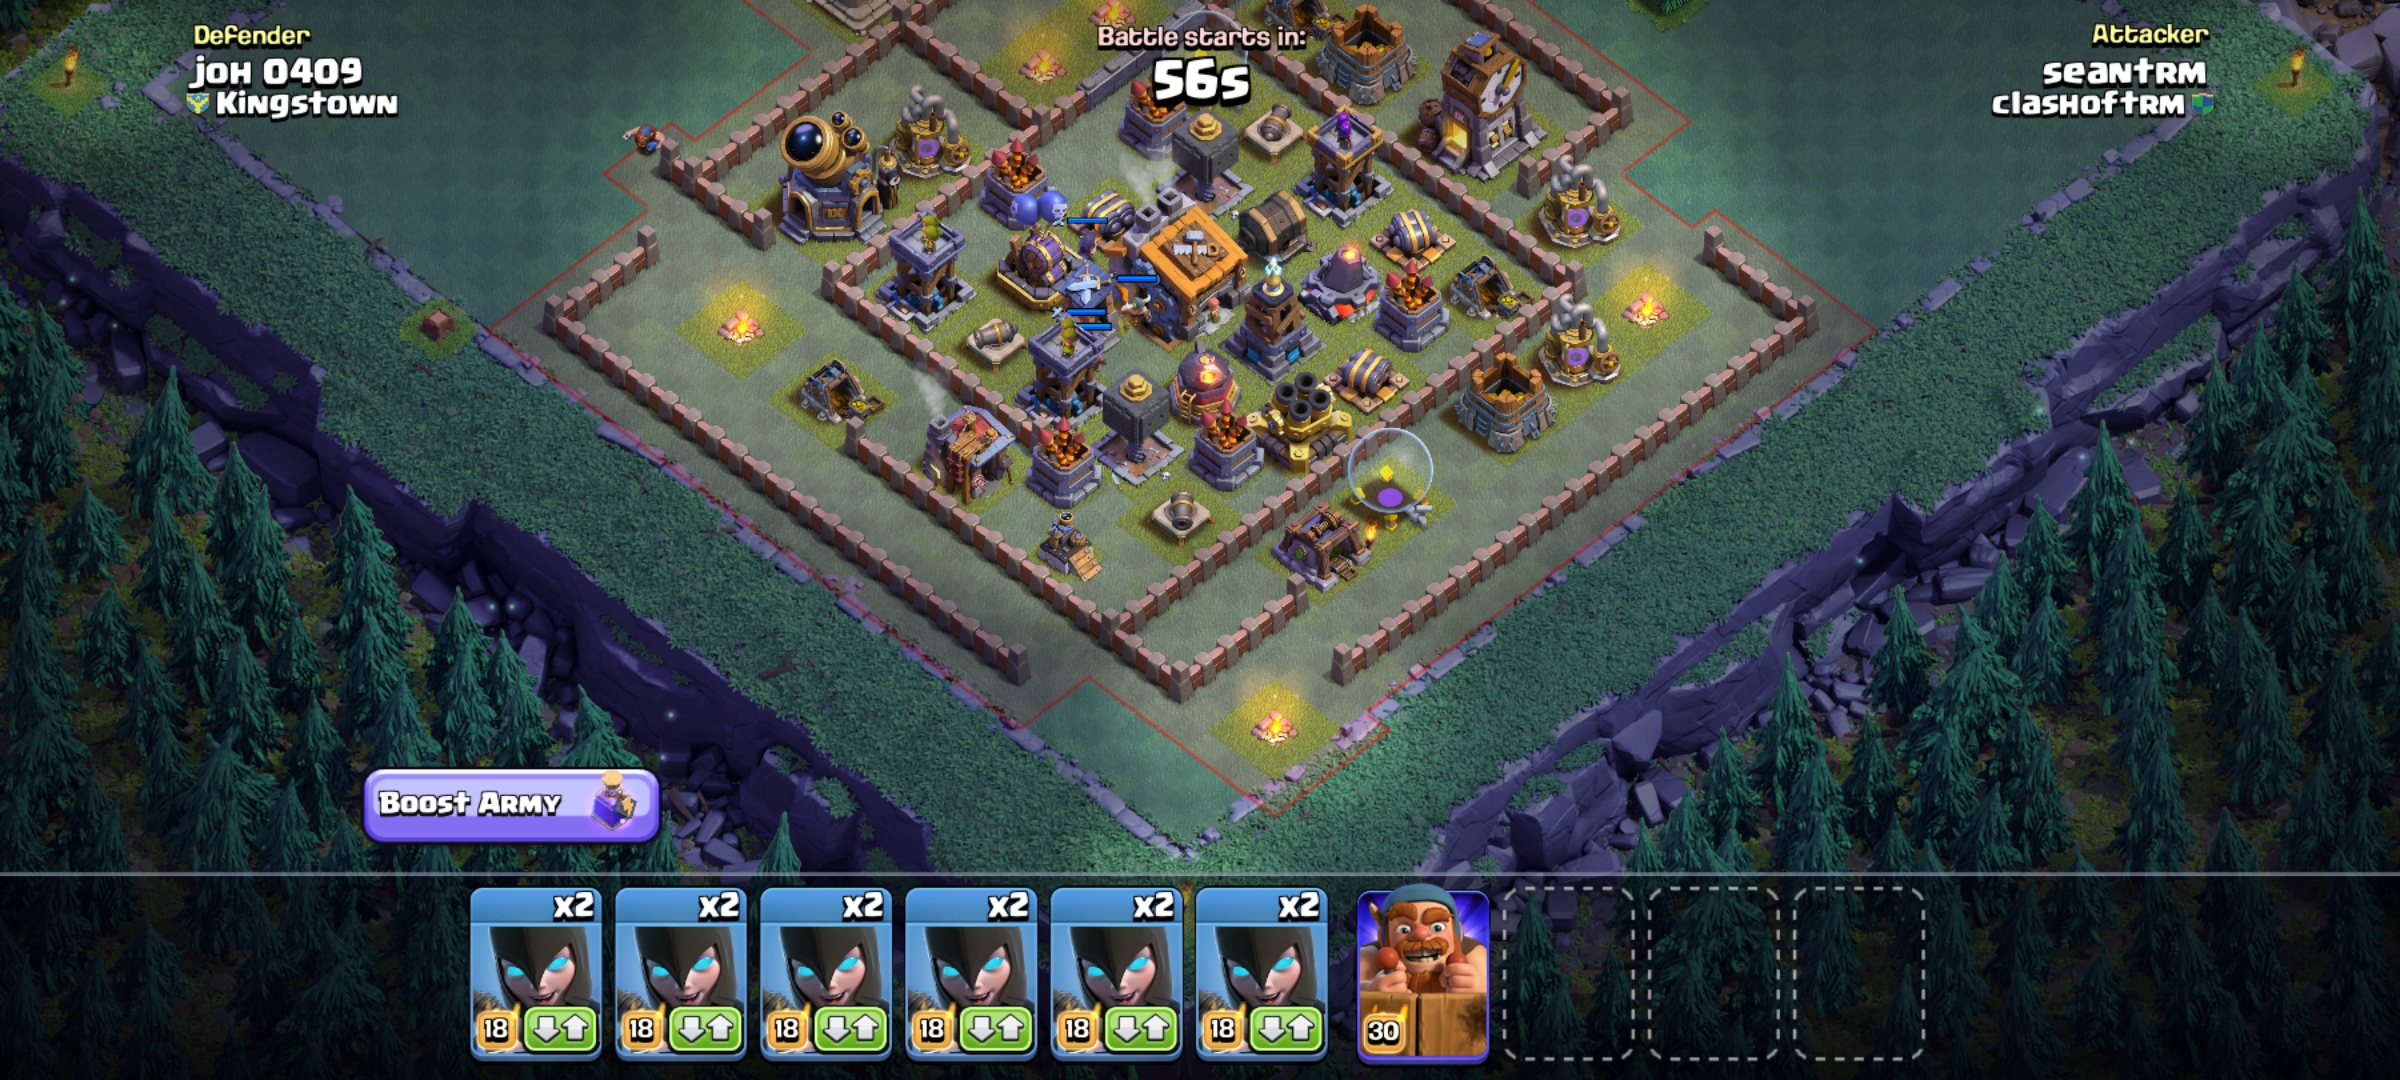 Defender
joh 0409
Kingstown
Battle starts in:
56s
Attacker
seantRM
clashoftRM
Boost Army
x2
x2
x2
x2
x2
x2
18
18
18
18
18
18
30